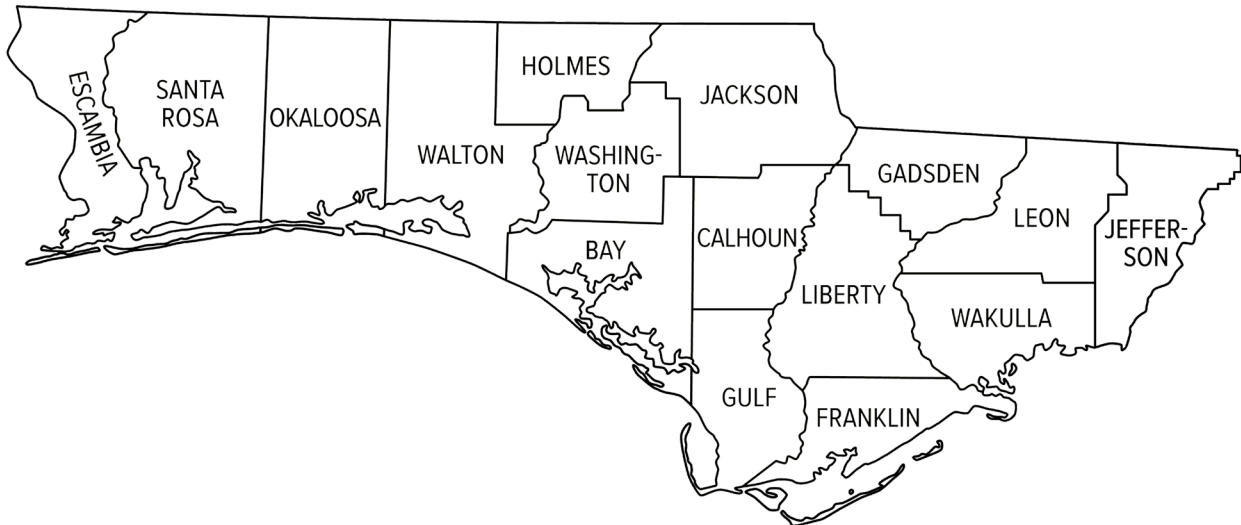 ESCAMBIA
SANTA
ROSA
OKALOOSA
WALTON
HOLMES
WASHING-
TON
JACKSON
BAY
CALHOUN
GULF
LIBERTY
GADSDEN
FRANKLIN
LEON
WAKULLA
JEFFER-
SON